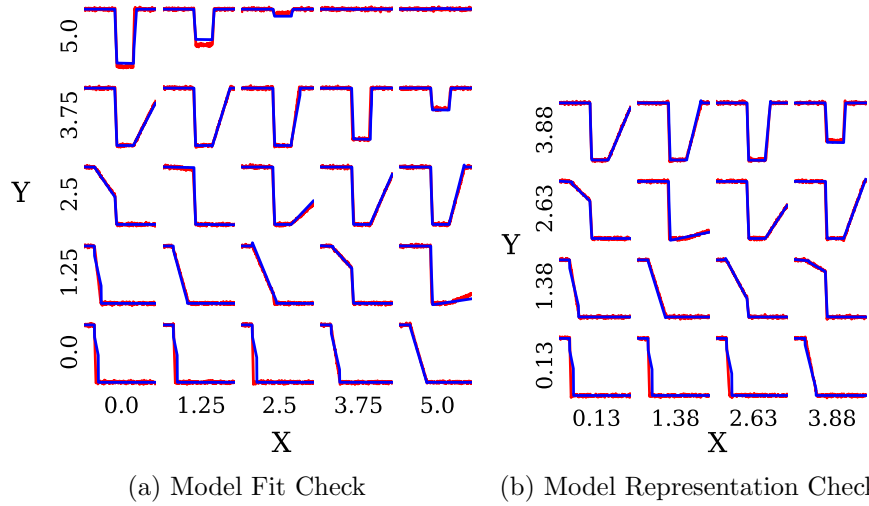 5.0
3.75
Y
2.5
1.25
0.0
0.0 1.25 2.5 3.75 5.0
X
(a) Model Fit Check
3.88
2.63
Y
1.38
0.13
0.13 1.38 2.63 3.88
X
(b) Model Representation Check